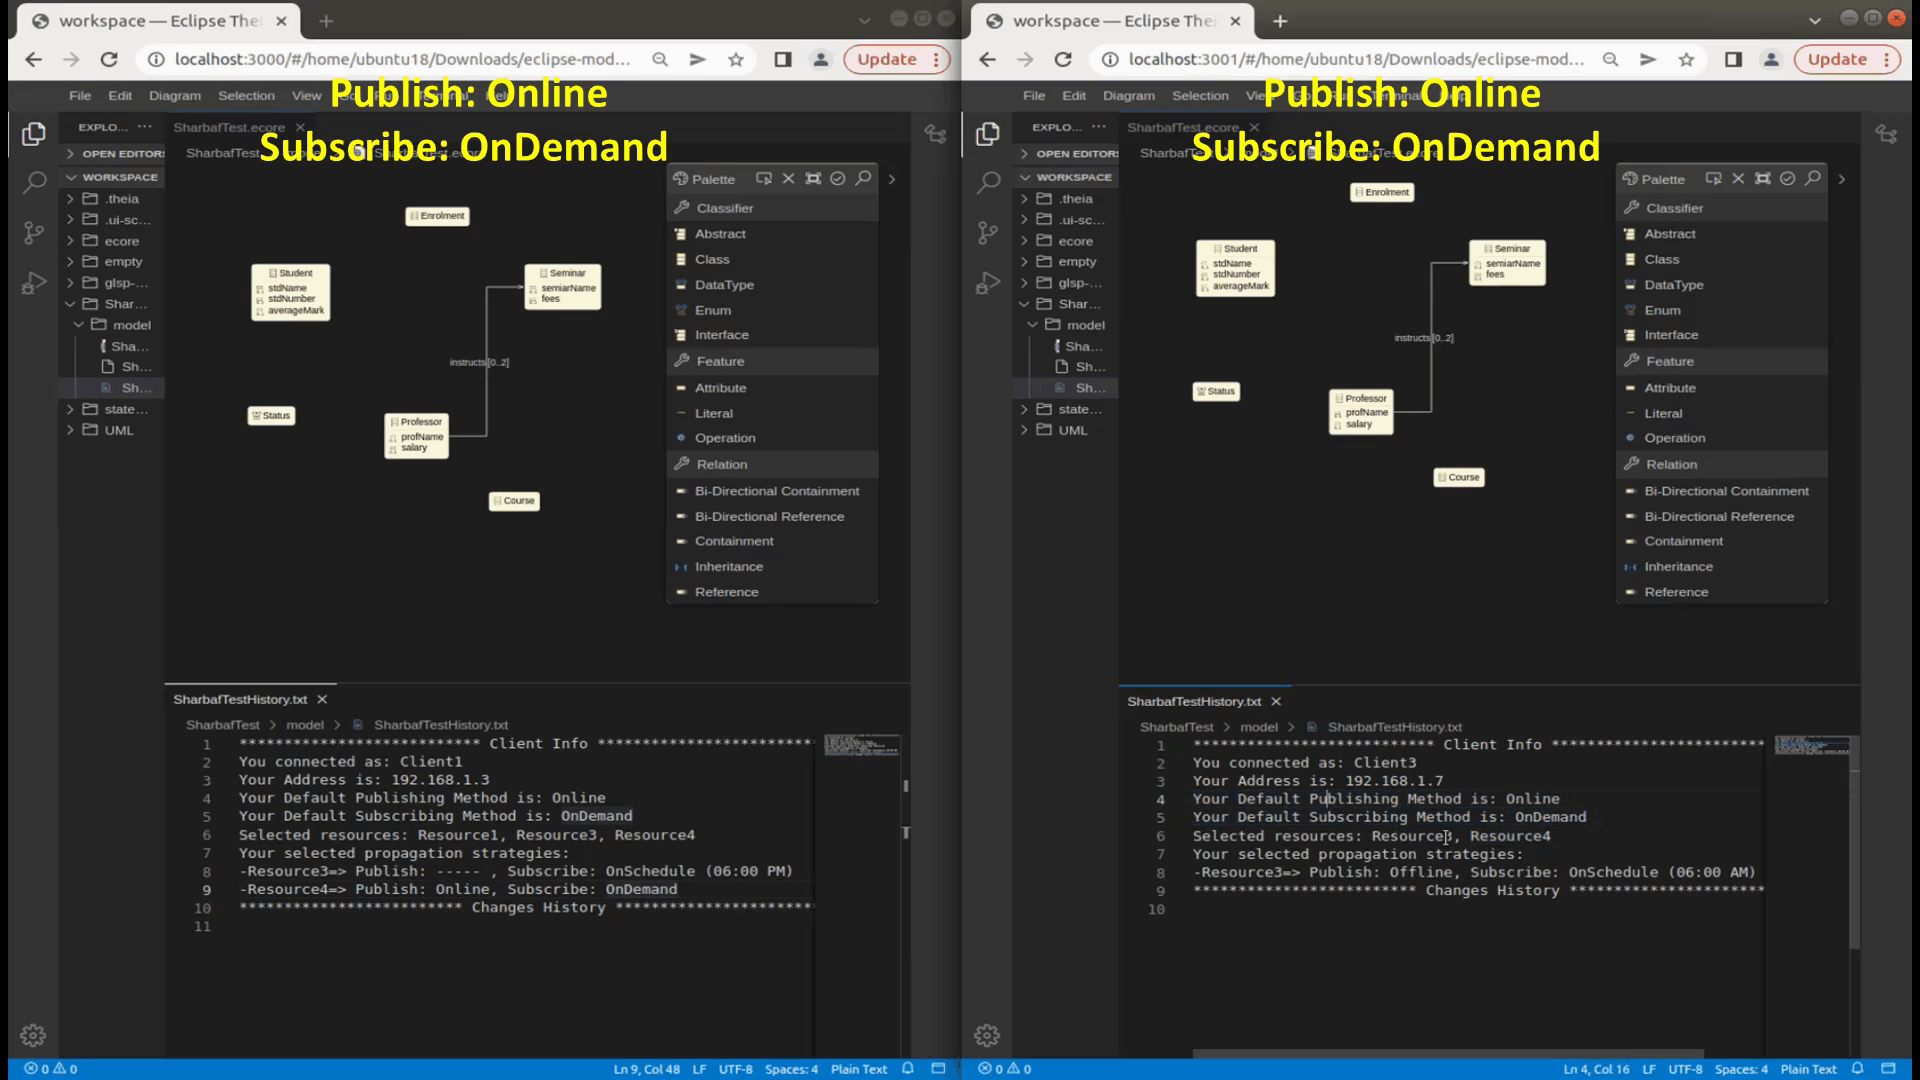 workspace — Eclipse Thei
localhost:3000/#/home/ubuntu18/Downloads/eclipse-mod...
Update
Publish: Online
Subscribe: OnDemand
File Edit Diagram Selection View
EXPLO...
SharbafTest.ecore
OPEN EDITORS
WORKSPACE
.theia
.ui-sc...
ecore
empty
glsp-...
Shar...
model
Sha...
Sh...
Sh...
state...
UML
Enrolment
Student
stdName
stdNumber
averageMark
Seminar
semiarName
fees
instructs[0..2]
Status
Professor
profName
salary
Course
Palette
Classifier
Abstract
Class
DataType
Enum
Interface
Feature
Attribute
Literal
Operation
Relation
Bi-Directional Containment
Bi-Directional Reference
Containment
Inheritance
Reference
SharbafTestHistory.txt
SharbafTest > model > SharbafTestHistory.txt
1 *************************** Client Info *************************
2 You connected as: Client1
3 Your Address is: 192.168.1.3
4 Your Default Publishing Method is: Online
5 Your Default Subscribing Method is: OnDemand
6 Selected resources: Resource1, Resource3, Resource4
7 Your selected propagation strategies:
8 -Resource3=> Publish: ----- , Subscribe: OnSchedule (06:00 PM)
9 -Resource4=> Publish: Online, Subscribe: OnDemand
10 ************************* Changes History ***********************
11
0 0
Ln 9, Col 48 LF UTF-8 Spaces: 4 Plain Text
workspace — Eclipse Thei
localhost:3001/#/home/ubuntu18/Downloads/eclipse-mod...
Update
Publish: Online
Subscribe: OnDemand
File Edit Diagram Selection
EXPLO...
SharbafTest.ecore
OPEN EDITORS
WORKSPACE
.theia
.ui-sc...
ecore
empty
glsp-...
Shar...
model
Sha...
Sh...
Sh...
state...
UML
Enrolment
Student
stdName
stdNumber
averageMark
Seminar
semiarName
fees
instructs[0..2]
Status
Professor
profName
salary
Course
Palette
Classifier
Abstract
Class
DataType
Enum
Interface
Feature
Attribute
Literal
Operation
Relation
Bi-Directional Containment
Bi-Directional Reference
Containment
Inheritance
Reference
SharbafTestHistory.txt
SharbafTest > model > SharbafTestHistory.txt
1 *************************** Client Info ************************
2 You connected as: Client3
3 Your Address is: 192.168.1.7
4 Your Default Publishing Method is: Online
5 Your Default Subscribing Method is: OnDemand
6 Selected resources: Resource3, Resource4
7 Your selected propagation strategies:
8 -Resource3=> Publish: Offline, Subscribe: OnSchedule (06:00 AM)
9 ************************* Changes History **********************
10
0 0
Ln 4, Col 16 LF UTF-8 Spaces: 4 Plain Text